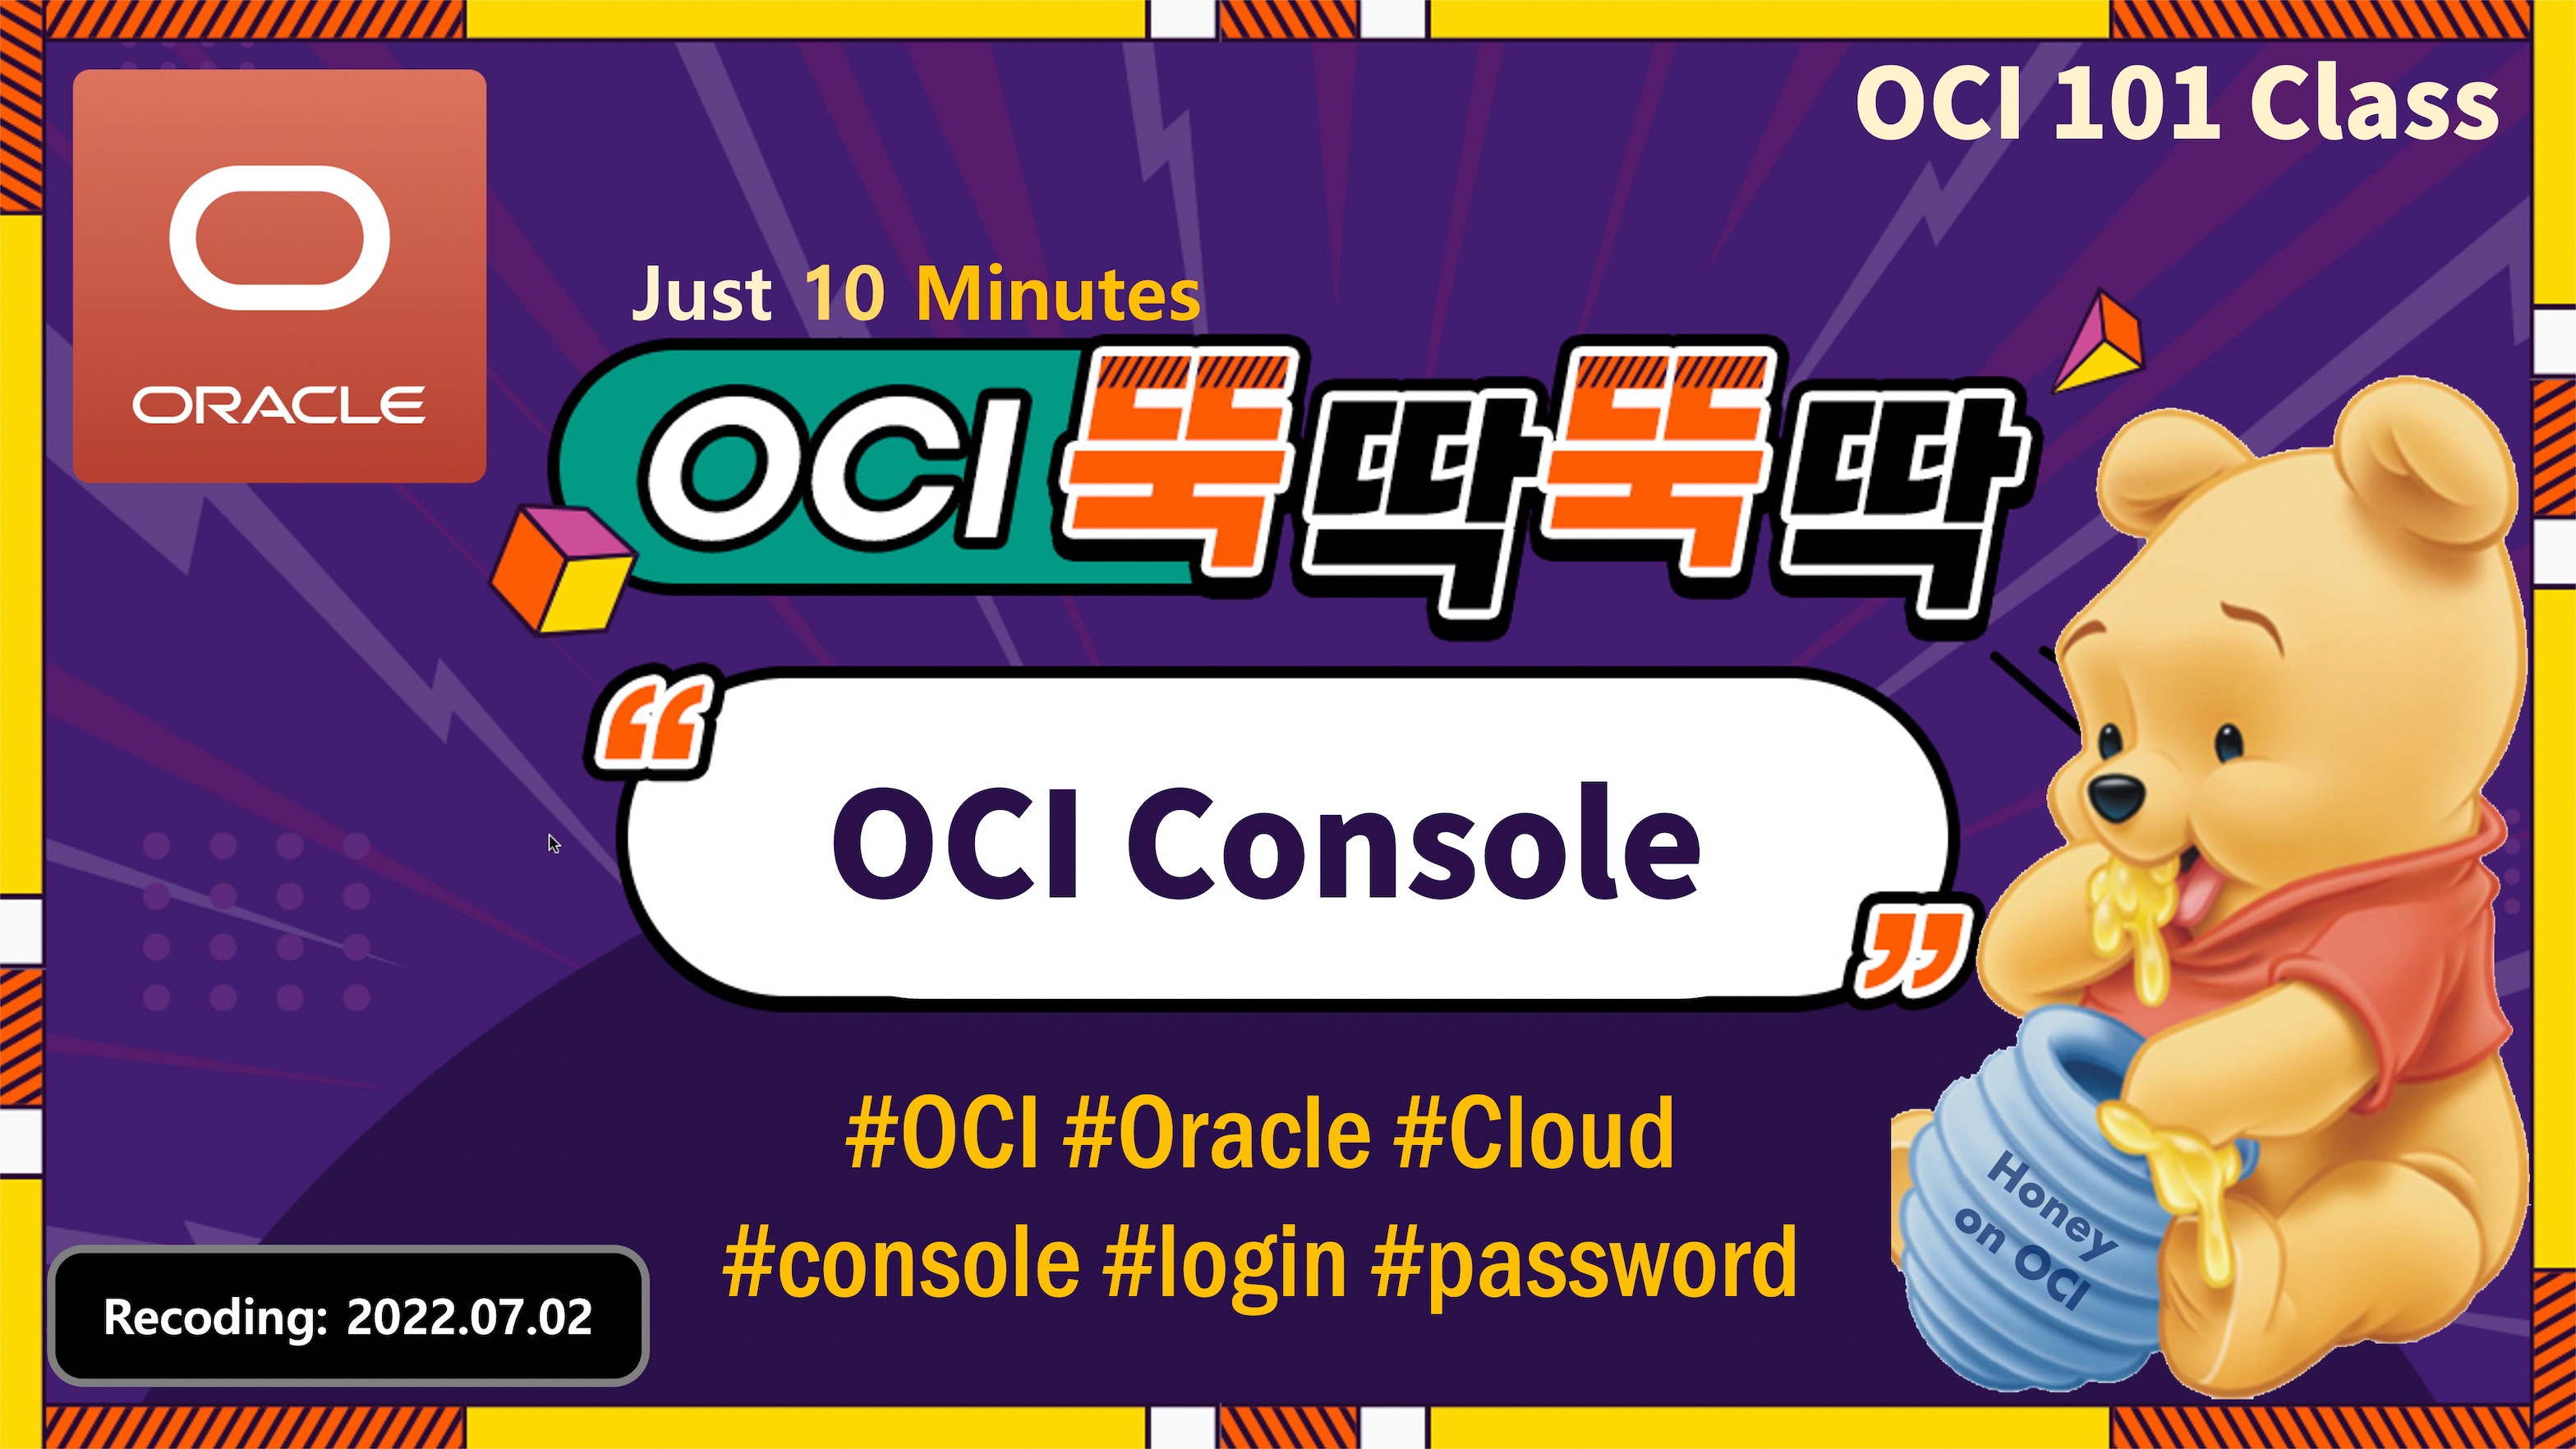 OCI 101 Class
ORACLE
Just 10 Minutes
OCI 뚝딱뚝딱
“OCI Console”
#OCI #Oracle #Cloud
#console #login #password
Honey
on OCI
Recoding: 2022.07.02